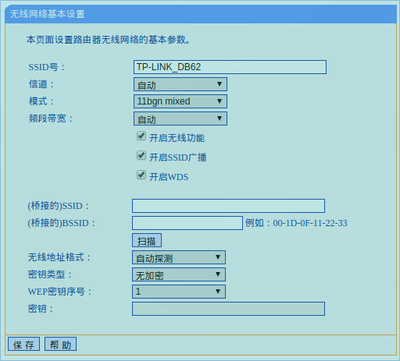 无线网络基本设置
本页面设置路由器无线网络的基本参数。
SSID号： TP-LINK_DB62
信道： 自动
模式： 11bgn mixed
频段带宽： 自动
开启无线功能
开启SSID广播
开启WDS
(桥接的)SSID：
(桥接的)BSSID： 例如：00-1D-0F-11-22-33
扫描
无线地址格式： 自动探测
密钥类型： 无加密
WEP密钥序号： 1
密钥：
保 存 帮 助